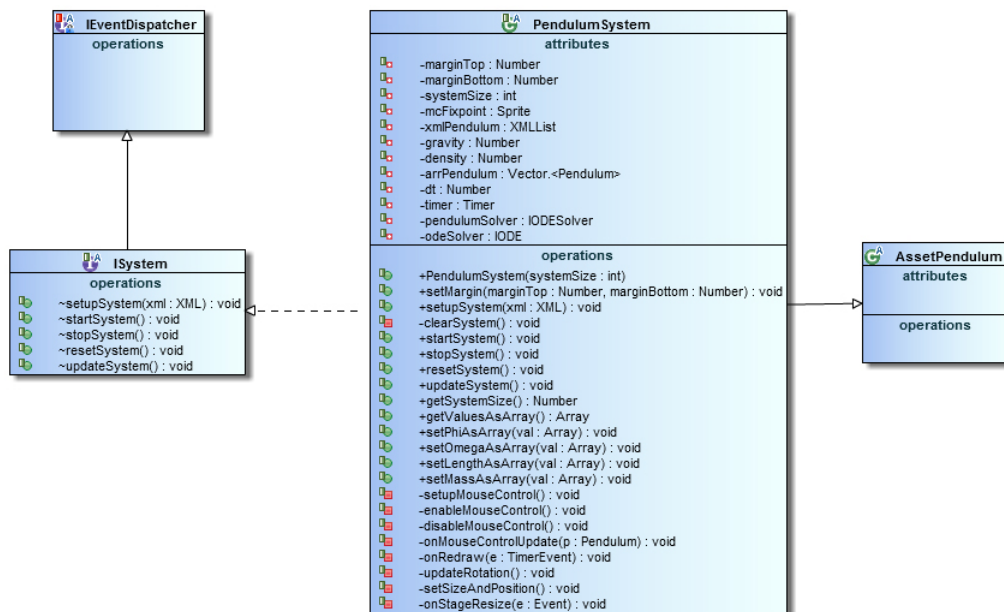 IEventDispatcher
operations
ISystem
operations
~setupSystem(xml : XML) : void
~startSystem() : void
~stopSystem() : void
~resetSystem() : void
~updateSystem() : void
PendulumSystem
attributes
-marginTop : Number
-marginBottom : Number
-systemSize : int
-mcFixpoint : Sprite
-xmlPendulum : XMLList
-gravity : Number
-density : Number
-arrPendulum : Vector.<Pendulum>
-dt : Number
-timer : Timer
-pendulumSolver : IODESolver
-odeSolver : IODE
operations
+PendulumSystem(systemSize : int)
+setMargin(marginTop : Number, marginBottom : Number) : void
+setupSystem(xml : XML) : void
-clearSystem() : void
+startSystem() : void
+stopSystem() : void
+resetSystem() : void
+updateSystem() : void
+getSystemSize() : Number
+getValuesAsArray() : Array
+setPhiAsArray(val : Array) : void
+setOmegaAsArray(val : Array) : void
+setLengthAsArray(val : Array) : void
+setMassAsArray(val : Array) : void
-setupMouseControl() : void
-enableMouseControl() : void
-disableMouseControl() : void
-onMouseControlUpdate(p : Pendulum) : void
-onRedraw(e : TimerEvent) : void
-updateRotation() : void
-setSizeAndPosition() : void
-onStageResize(e : Event) : void
AssetPendulum
attributes
operations